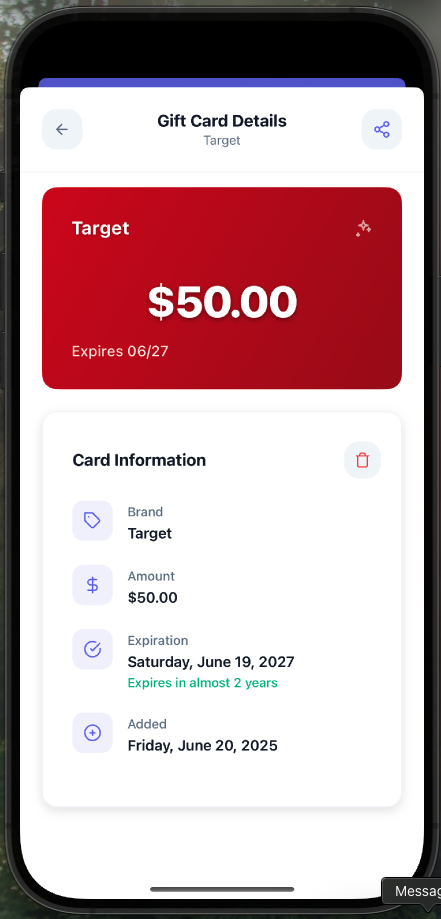 Gift Card Details
Target
Target
$50.00
Expires 06/27
Card Information
Brand
Target
Amount
$50.00
Expiration
Saturday, June 19, 2027
Expires in almost 2 years
Added
Friday, June 20, 2025